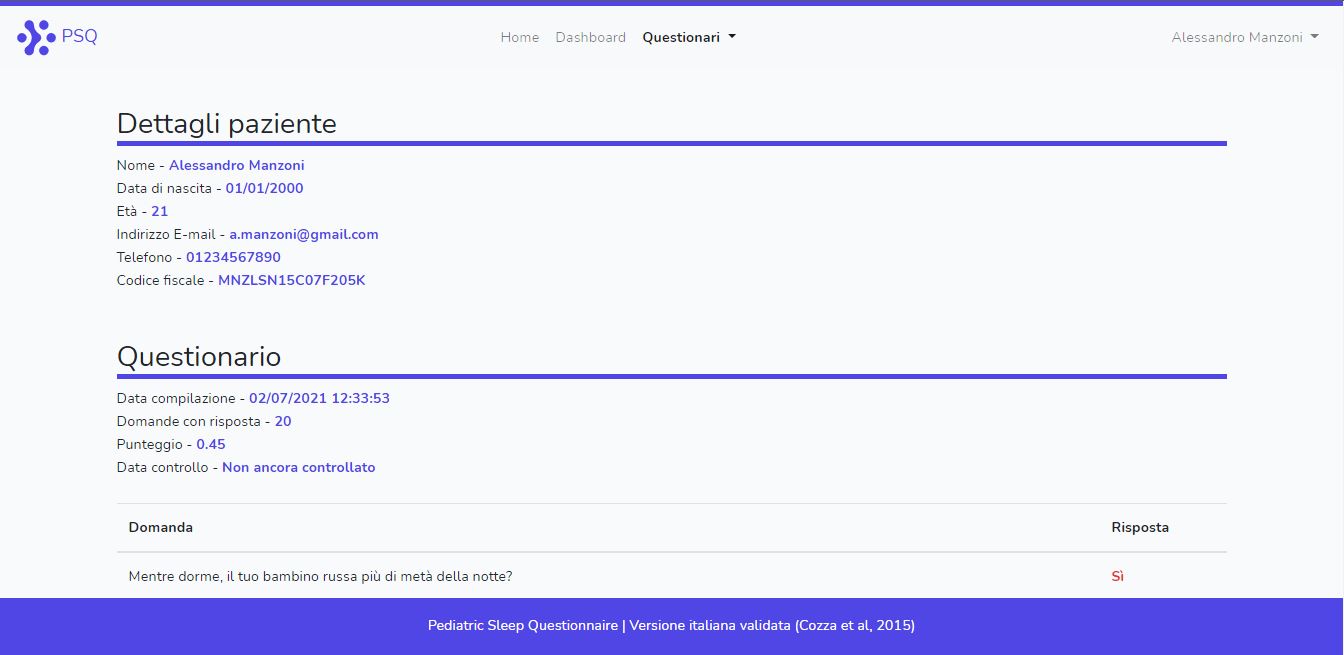 PSQ
Home Dashboard Questionari
Alessandro Manzoni
Dettagli paziente
Nome - Alessandro Manzoni
Data di nascita - 01/01/2000
Età - 21
Indirizzo E-mail - a.manzoni@gmail.com
Telefono - 01234567890
Codice fiscale - MNZLSN15C07F205K
Questionario
Data compilazione - 02/07/2021 12:33:53
Domande con risposta - 20
Punteggio - 0.45
Data controllo - Non ancora controllato
Domanda Risposta
Mentre dorme, il tuo bambino russa più di metà della notte? Sì
Pediatric Sleep Questionnaire | Versione italiana validata (Cozza et al, 2015)